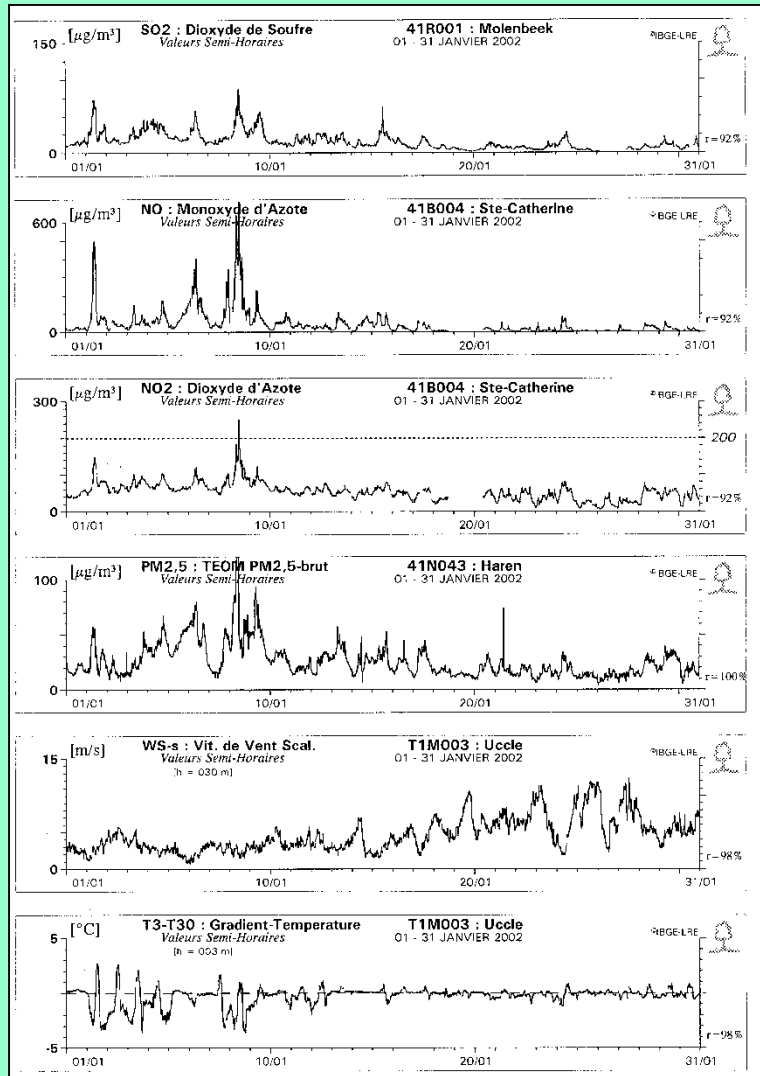 [µg/m³] SO2 : Dioxyde de Soufre 41R001 : Molenbeek IBGE-LRE
150 Valeurs Semi-Horaires 01 - 31 JANVIER 2002
r=92%
0
01/01 10/01 20/01 31/01
[µg/m³] NO : Monoxyde d'Azote 41B004 : Ste-Catherine BGE-LRE
600 Valeurs Semi-Horaires 01 - 31 JANVIER 2002
r=92%
0
01/01 10/01 20/01 31/01
[µg/m³] NO2 : Dioxyde d'Azote 41B004 : Ste-Catherine BGE-LRE
300 Valeurs Semi-Horaires 01 - 31 JANVIER 2002
200
r=92%
0
01/01 10/01 20/01 31/01
[µg/m³] PM2,5 : TEOM PM2,5-brut 41N043 : Haren BGE-LRE
100 Valeurs Semi-Horaires 01 - 31 JANVIER 2002
r=100%
0
01/01 10/01 20/01 31/01
[m/s] WS-s : Vit. de Vent Scal. T1M003 : Uccle IBGE-LRE
15 Valeurs Semi-Horaires 01 - 31 JANVIER 2002
[h = 030 m]
r=98%
0
01/01 10/01 20/01 31/01
[°C] T3-T30 : Gradient-Temperature T1M003 : Uccle IBGE-LRE
5 Valeurs Semi-Horaires 01 - 31 JANVIER 2002
[h = 003 m]
r=98%
-5
01/01 10/01 20/01 31/01